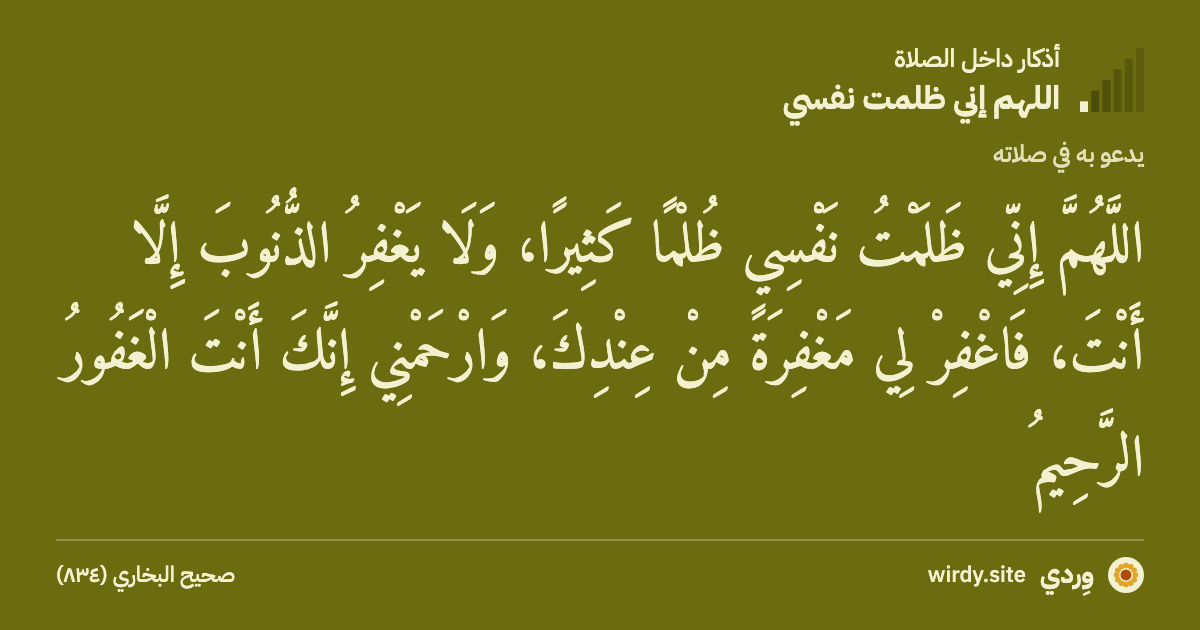 أذكار داخل الصلاة
اللهم إني ظلمت نفسي
يدعو به في صلاته
اللَّهُمَّ إِنِّي ظَلَمْتُ نَفْسِي ظُلْمًا كَثِيرًا، وَلَا يَغْفِرُ الذُّنُوبَ إِلَّا
أَنْتَ، فَاغْفِرْ لِي مَغْفِرَةً مِنْ عِنْدِكَ، وَارْحَمْنِي إِنَّكَ أَنْتَ الْغَفُورُ
الرَّحِيمُ
وِردي wirdy.site
صحيح البخاري (٨٣٤)